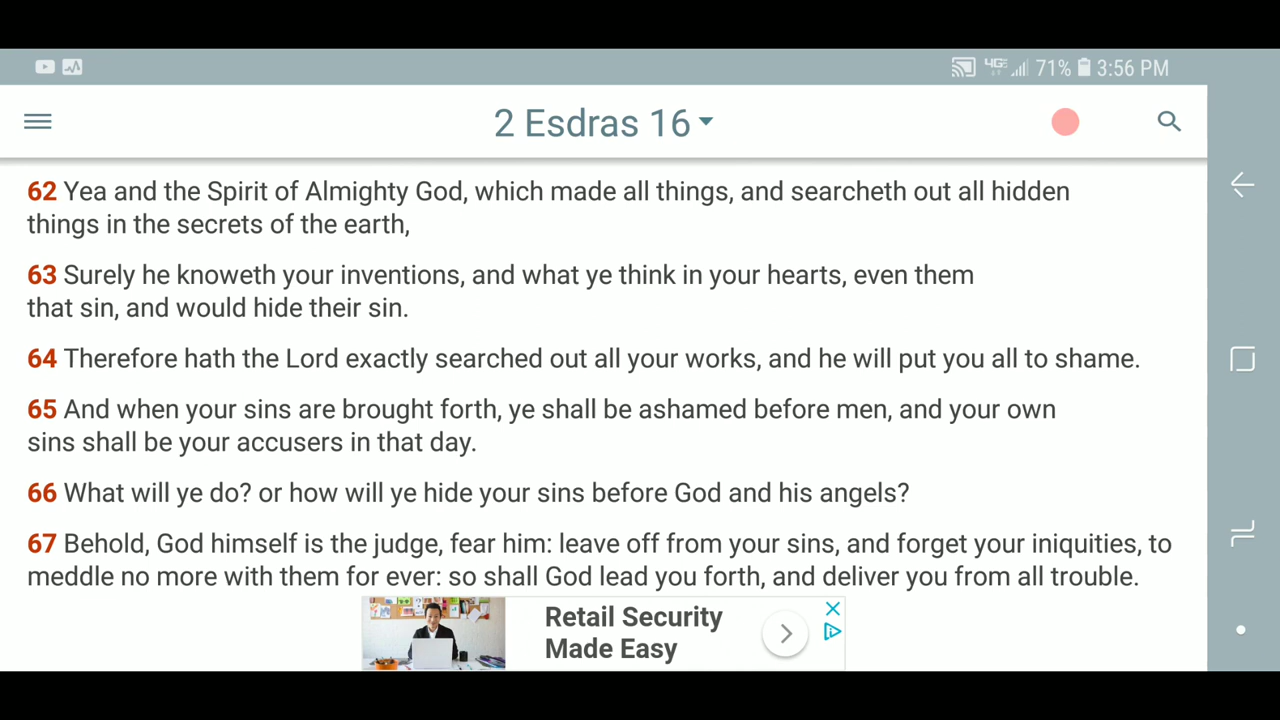 4G 71% 3:56 PM
2 Esdras 16
62 Yea and the Spirit of Almighty God, which made all things, and searcheth out all hidden
things in the secrets of the earth,
63 Surely he knoweth your inventions, and what ye think in your hearts, even them
that sin, and would hide their sin.
64 Therefore hath the Lord exactly searched out all your works, and he will put you all to shame.
65 And when your sins are brought forth, ye shall be ashamed before men, and your own
sins shall be your accusers in that day.
66 What will ye do? or how will ye hide your sins before God and his angels?
67 Behold, God himself is the judge, fear him: leave off from your sins, and forget your iniquities, to
meddle no more with them for ever: so shall God lead you forth, and deliver you from all trouble.
Retail Security
Made Easy